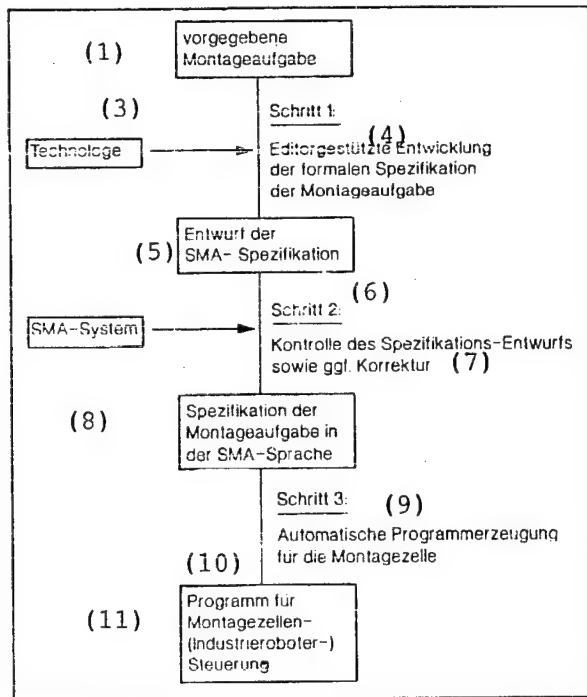 (1)
vorgegebene
Montageaufgabe
(3)
Schritt 1:
(4)
Technologe
Editorgestützte Entwicklung
der formalen Spezifikation
der Montageaufgabe
(5)
Entwurf der
SMA- Spezifikation
(6)
Schritt 2:
SMA-System
Kontrolle des Spezifikations-Entwurfs
sowie ggf. Korrektur (7)
(8)
Spezifikation der
Montageaufgabe in
der SMA-Sprache
Schritt 3:
(9)
Automatische Programmerzeugung
für die Montagezelle
(10)
(11)
Programm für
Montagezellen-
(Industrieroboter-)
Steuerung